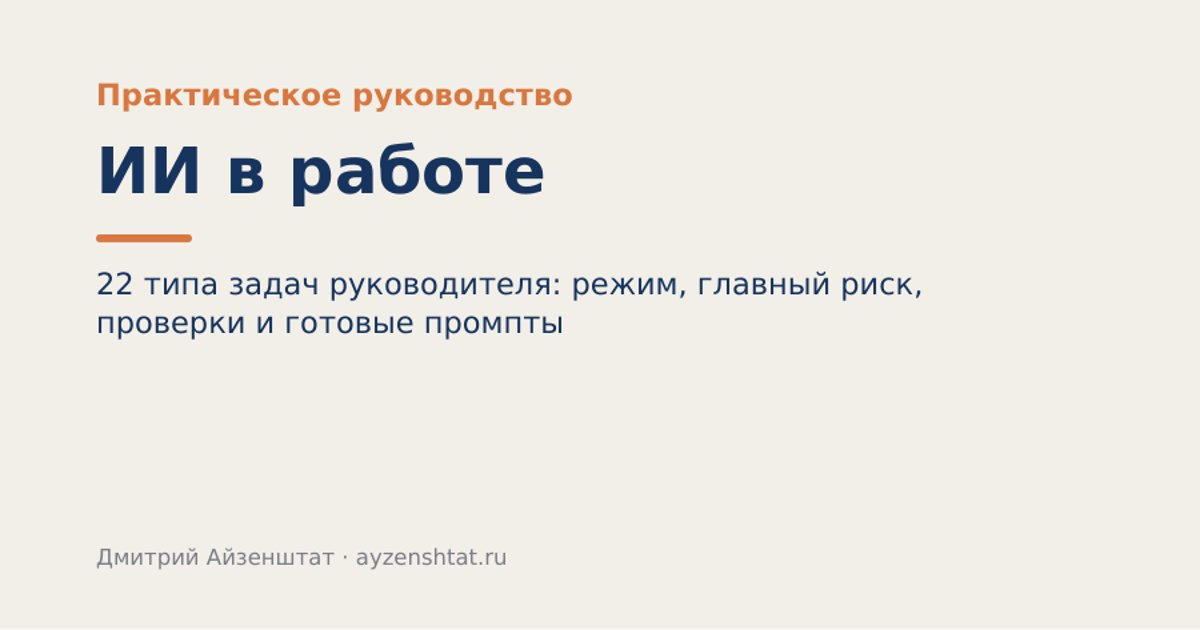 Практическое руководство
ИИ в работе
22 типа задач руководителя: режим, главный риск,
проверки и готовые промпты
Дмитрий Айзенштат · ayzenshtat.ru